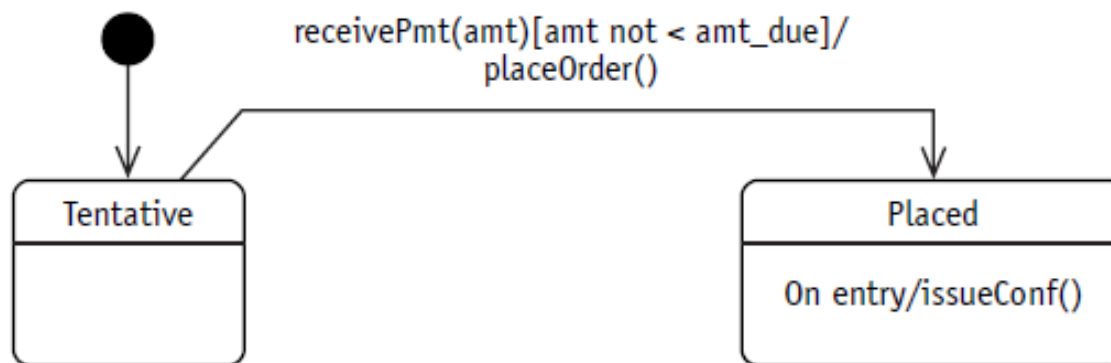 receivePmt(amt)[amt not < amt_due]/
placeOrder()
Tentative
Placed
On entry/issueConf()